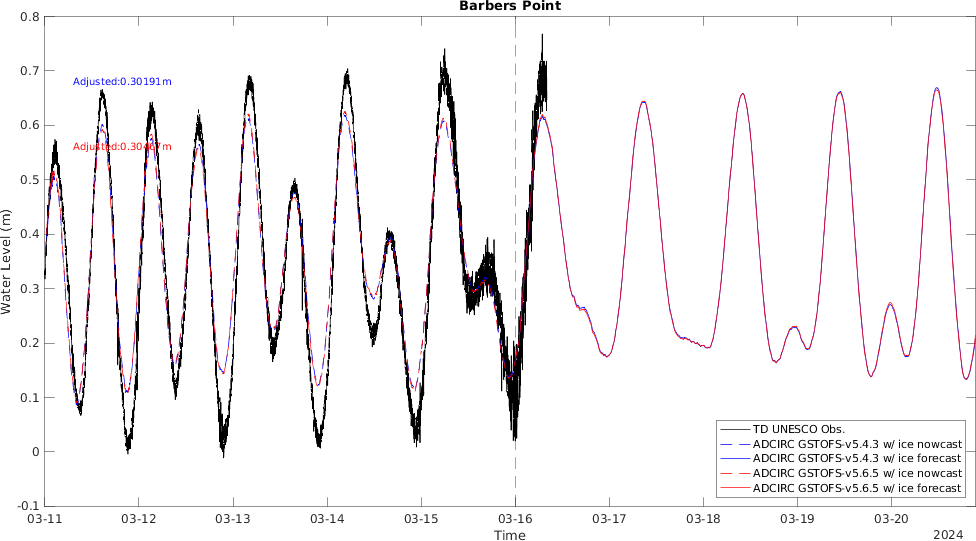 Barbers Point
0.8
0.7
0.6
0.5
0.4
0.3
0.2
0.1
0
-0.1
Water Level (m)
Adjusted:0.30191m
Adjusted:0.30467m
TD UNESCO Obs.
ADCIRC GSTOFS-v5.4.3 w/ ice nowcast
ADCIRC GSTOFS-v5.4.3 w/ ice forecast
ADCIRC GSTOFS-v5.6.5 w/ ice nowcast
ADCIRC GSTOFS-v5.6.5 w/ ice forecast
03-11 03-12 03-13 03-14 03-15 03-16 03-17 03-18 03-19 03-20
Time
2024